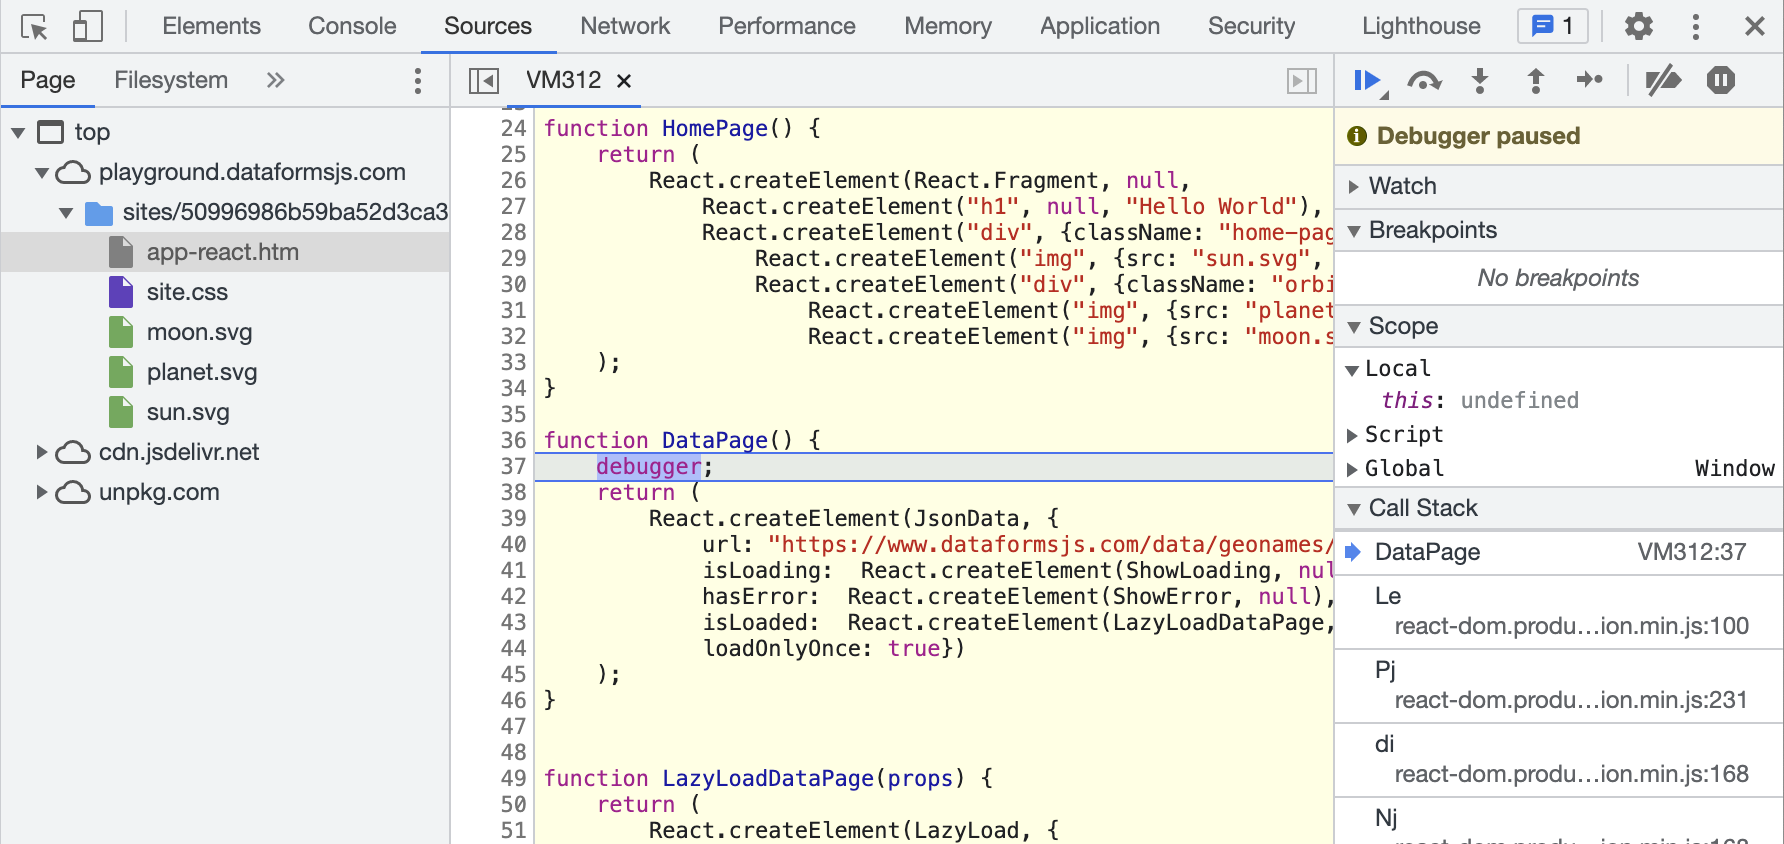 Elements Console Sources Network Performance Memory Application Security Lighthouse 1
Page Filesystem »
VM312 ×
top
playground.dataformsjs.com
sites/50996986b59ba52d3ca3
app-react.htm
site.css
moon.svg
planet.svg
sun.svg
cdn.jsdelivr.net
unpkg.com
24 function HomePage() {
25 return (
26 React.createElement(React.Fragment, null,
27 React.createElement("h1", null, "Hello World"),
28 React.createElement("div", {className: "home-pag
29 React.createElement("img", {src: "sun.svg",
30 React.createElement("div", {className: "orbi
31 React.createElement("img", {src: "planet
32 React.createElement("img", {src: "moon.s
33 );
34 }
35
36 function DataPage() {
37 debugger;
38 return (
39 React.createElement(JsonData, {
40 url: "https://www.dataformsjs.com/data/geonames/
41 isLoading: React.createElement(ShowLoading, nul
42 hasError: React.createElement(ShowError, null),
43 isLoaded: React.createElement(LazyLoadDataPage,
44 loadOnlyOnce: true})
45 );
46 }
47
48
49 function LazyLoadDataPage(props) {
50 return (
51 React.createElement(LazyLoad, {
Debugger paused
Watch
Breakpoints
No breakpoints
Scope
Local
this: undefined
Script
Global Window
Call Stack
DataPage VM312:37
Le
react-dom.produ…ion.min.js:100
Pj
react-dom.produ…ion.min.js:231
di
react-dom.produ…ion.min.js:168
Nj